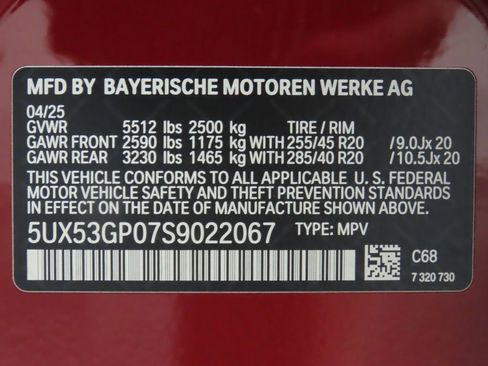 MFD BY BAYERISCHE MOTOREN WERKE AG
04/25
GVWR 5512 lbs 2500 kg TIRE / RIM
GAWR FRONT 2590 lbs 1175 kg WITH 255/45 R20 / 9.0Jx 20
GAWR REAR 3230 lbs 1465 kg WITH 285/40 R20 / 10.5Jx 20
THIS VEHICLE CONFORMS TO ALL APPLICABLE U. S. FEDERAL
MOTOR VEHICLE SAFETY AND THEFT PREVENTION STANDARDS
IN EFFECT ON THE DATE OF MANUFACTURE SHOWN ABOVE.
5UX53GP07S9022067 TYPE: MPV
C68
7 320 730